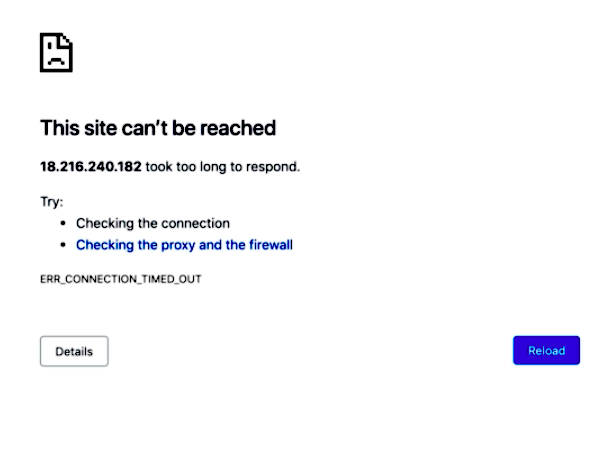 This site can’t be reached
18.216.240.182 took too long to respond.
Try:
• Checking the connection
• Checking the proxy and the firewall
ERR_CONNECTION_TIMED_OUT
Details
Reload